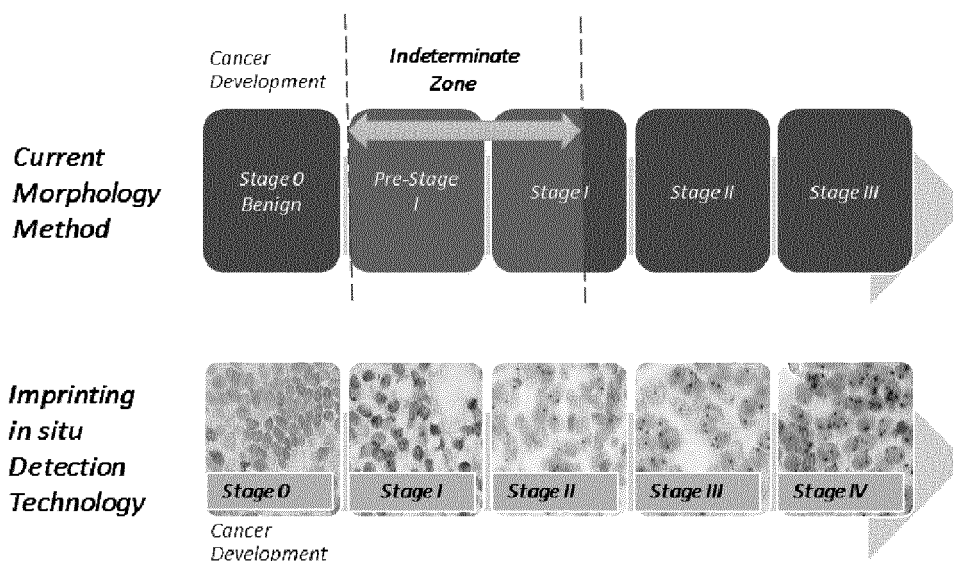 Cancer
Development
Indeterminate
Zone
Current
Morphology
Method
Stage 0
Benign
Pre-Stage
I
Stage I
Stage II
Stage III
Imprinting
in situ
Detection
Technology
Stage 0
Stage I
Stage II
Stage III
Stage IV
Cancer
Development